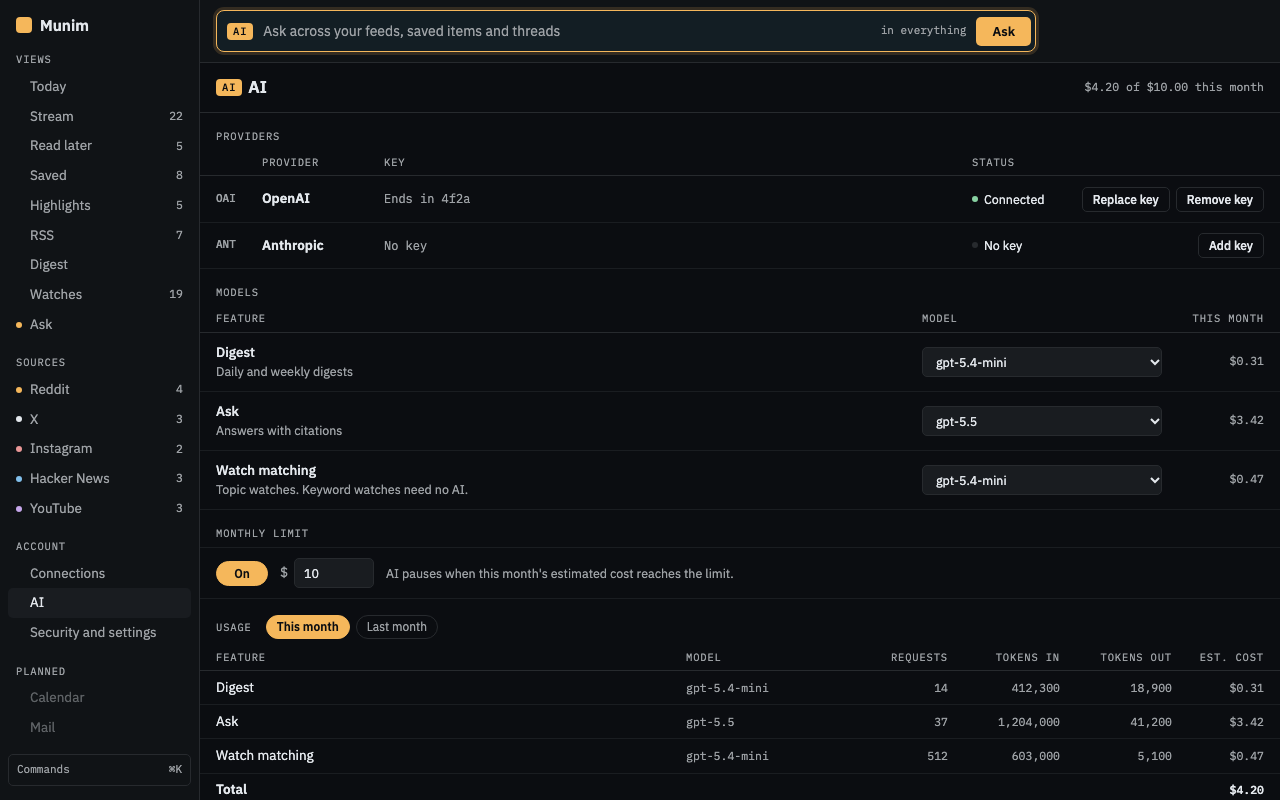 Munim
VIEWS
Today
Stream 22
Read later 5
Saved 8
Highlights 5
RSS 7
Digest
Watches 19
Ask
SOURCES
Reddit 4
X 3
Instagram 2
Hacker News 3
YouTube 3
ACCOUNT
Connections
AI
Security and settings
PLANNED
Calendar
Mail
Commands ⌘K
AI Ask across your feeds, saved items and threads in everything Ask
AI AI $4.20 of $10.00 this month
PROVIDERS
PROVIDER KEY STATUS
OAI OpenAI Ends in 4f2a Connected Replace key Remove key
ANT Anthropic No key No key Add key
MODELS
FEATURE MODEL THIS MONTH
Digest
Daily and weekly digests
gpt-5.4-mini $0.31
Ask
Answers with citations
gpt-5.5 $3.42
Watch matching
Topic watches. Keyword watches need no AI.
gpt-5.4-mini $0.47
MONTHLY LIMIT
On $ 10 AI pauses when this month's estimated cost reaches the limit.
USAGE This month Last month
FEATURE MODEL REQUESTS TOKENS IN TOKENS OUT EST. COST
Digest gpt-5.4-mini 14 412,300 18,900 $0.31
Ask gpt-5.5 37 1,204,000 41,200 $3.42
Watch matching gpt-5.4-mini 512 603,000 5,100 $0.47
Total $4.20